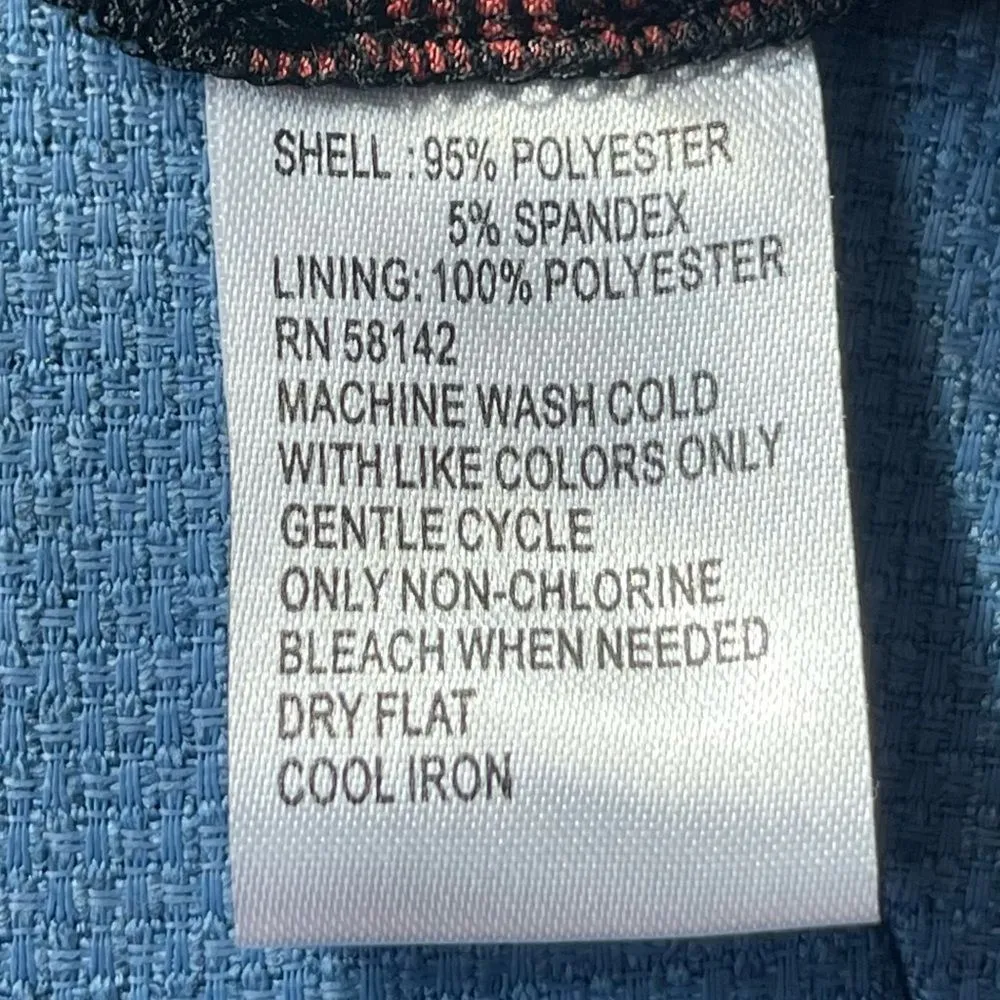 SHELL : 95% POLYESTER
5% SPANDEX
LINING: 100% POLYESTER
RN 58142
MACHINE WASH COLD
WITH LIKE COLORS ONLY
GENTLE CYCLE
ONLY NON-CHLORINE
BLEACH WHEN NEEDED
DRY FLAT
COOL IRON